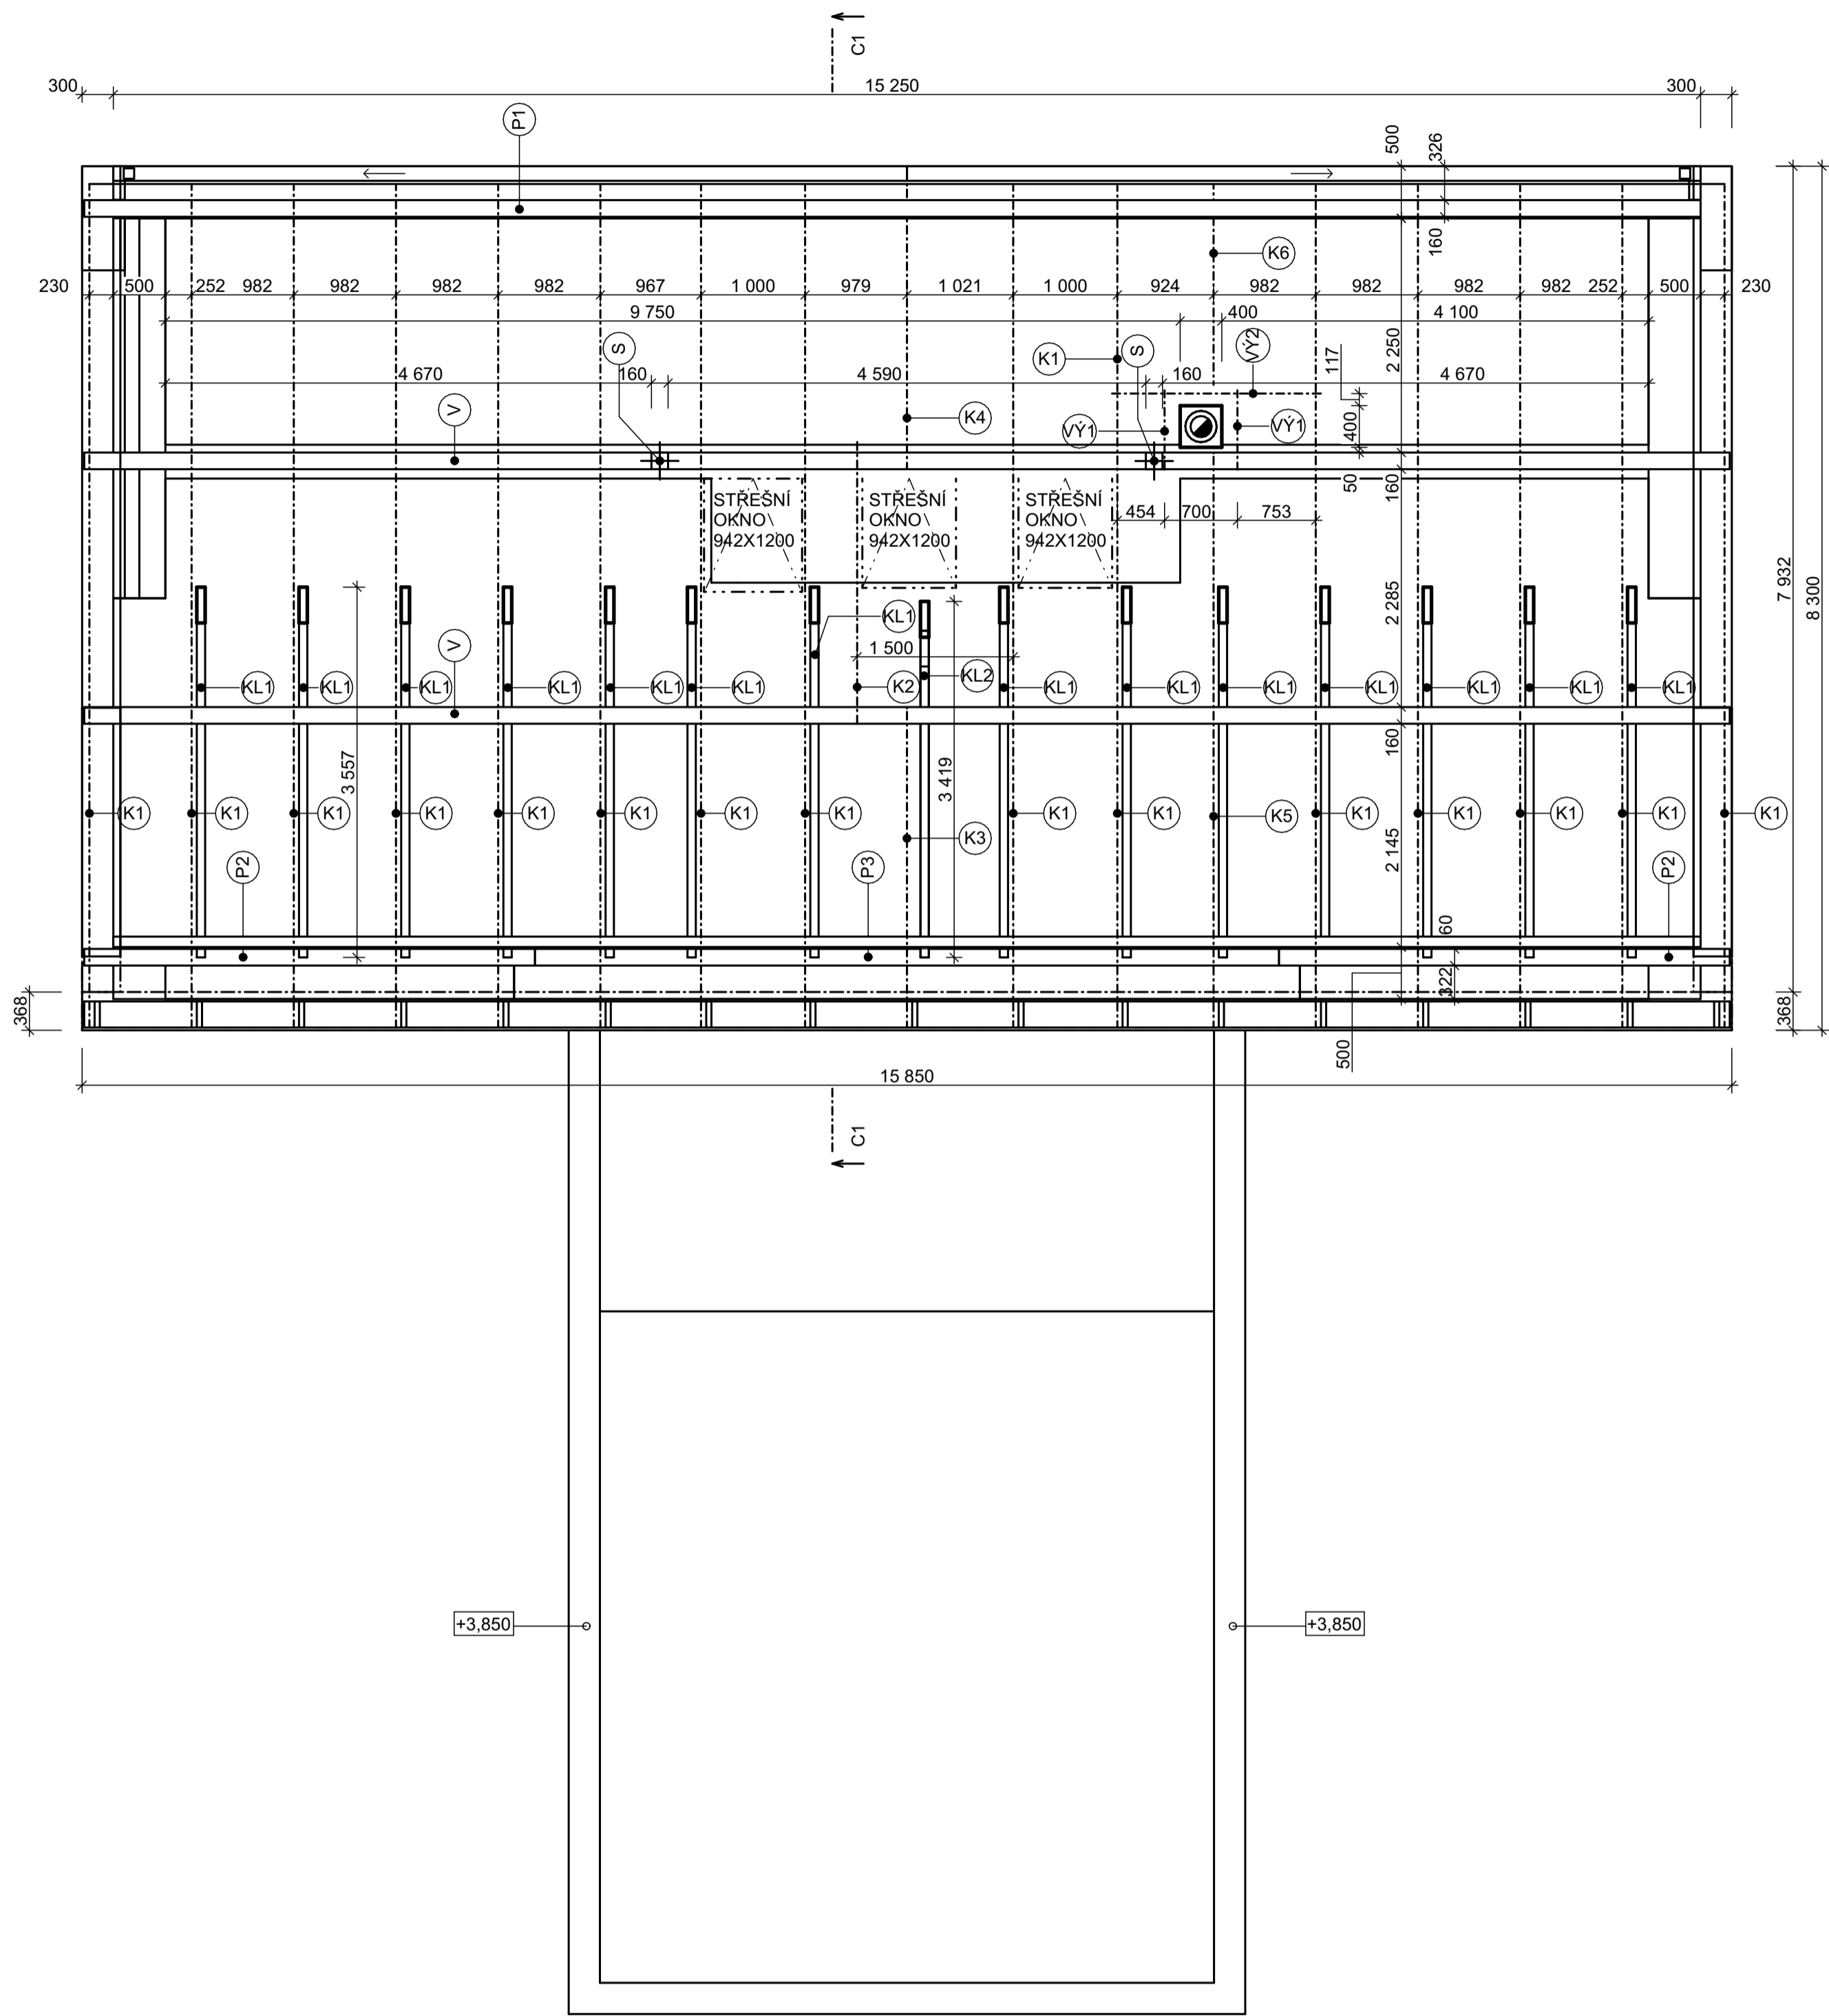 C1
300
15 250
300
P1
500
326
160
K6
230
500
252
982
982
982
982
967
1 000
979
1 021
1 000
924
982
982
982
982
252
500
230
9 750
400
4 100
S
K1
S
VÝ2
117
2 250
4 670
160
4 590
160
4 670
V
K4
VÝ1
VÝ1
400
50
160
STŘEŠNÍ
OKNO
942X1200
STŘEŠNÍ
OKNO
942X1200
STŘEŠNÍ
OKNO
942X1200
454
700
753
7 932
8 300
2 285
KL1
V
1 500
KL1
KL1
KL1
KL1
KL1
KL1
K2
KL2
KL1
KL1
KL1
KL1
KL1
KL1
KL1
3 557
3 419
160
K1
K1
K1
K1
K1
K1
K1
K1
K3
K1
K1
K5
K1
K1
K1
K1
K1
2 145
P2
P3
P2
60
322
368
368
500
15 850
C1
+3,850
+3,850